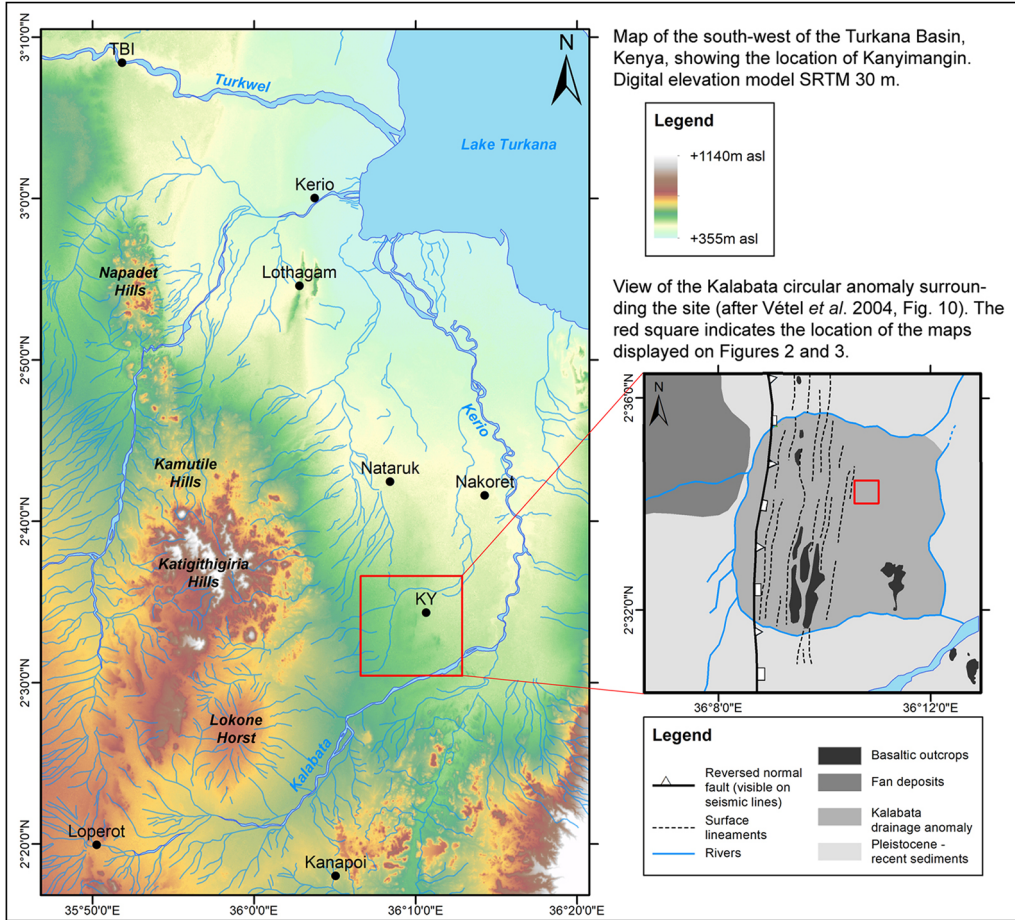 3°10'0"N
3°0'0"N
2°50'0"N
2°40'0"N
2°30'0"N
2°20'0"N
35°50'0"E
36°0'0"E
36°10'0"E
36°20'0"E
TBI
Turkwel
N
Lake Turkana
Kerio
Napadet
Hills
Lothagam
Kerio
Kamutile
Hills
Nataruk
Nakoret
Katigithigiria
Hills
KY
Lokone
Horst
Kalabata
Loperot
Kanapoi
Map of the south-west of the Turkana Basin,
Kenya, showing the location of Kanyimangin.
Digital elevation model SRTM 30 m.
Legend
+1140m asl
+355m asl
View of the Kalabata circular anomaly surroun-
ding the site (after Vétel et al. 2004, Fig. 10). The
red square indicates the location of the maps
displayed on Figures 2 and 3.
N
2°36'0"N
2°32'0"N
36°8'0"E
36°12'0"E
Legend
Reversed normal
fault (visible on
seismic lines)
Surface
lineaments
Rivers
Basaltic outcrops
Fan deposits
Kalabata
drainage anomaly
Pleistocene -
recent sediments